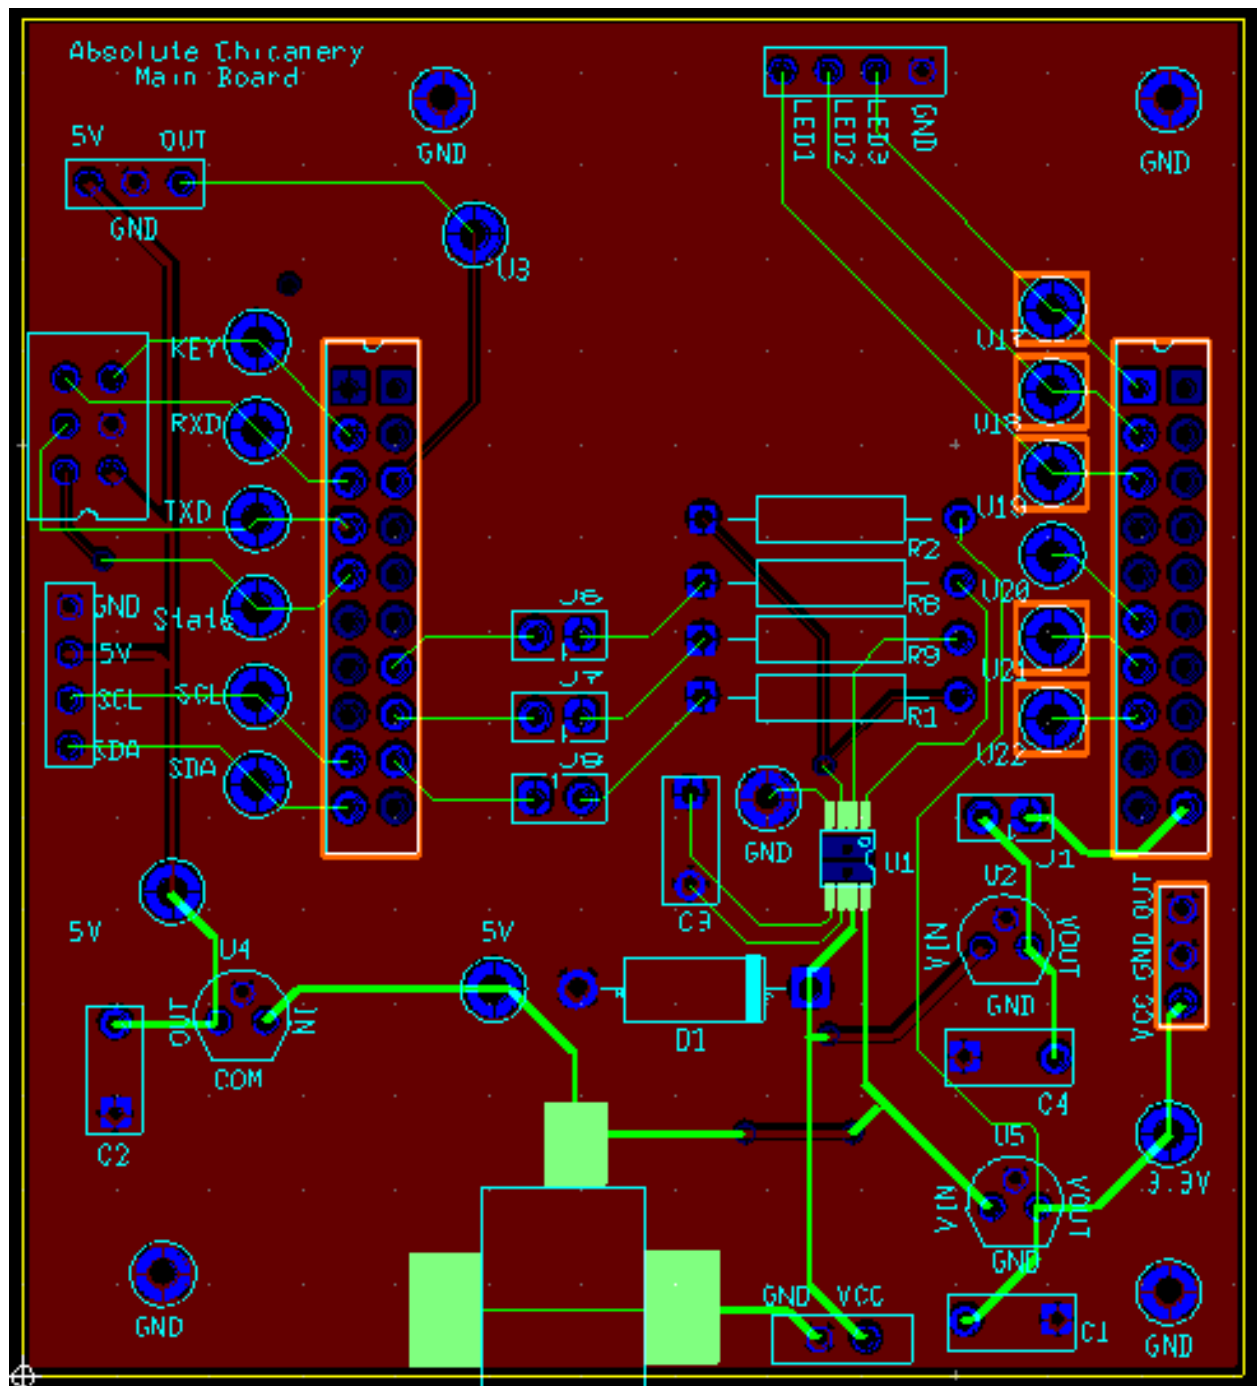 Absolute Chicanery
Main Board
5V
OUT
GND
GND
LED1
LED2
LED3
GND
GND
U3
KEY
RXD
TXD
State
SCL
SDA
GND
5V
SCL
SDA
U17
U18
U19
U20
U21
U22
R2
R8
R9
R1
J6
J7
GND
C3
U1
J1
U2
VIN
VOUT
GND
OUT
GND
VCC
5V
U4
OUT
IN
COM
C2
5V
D1
C4
U5
VIN
VOUT
GND
3.3V
GND
GND
VCC
C1
GND